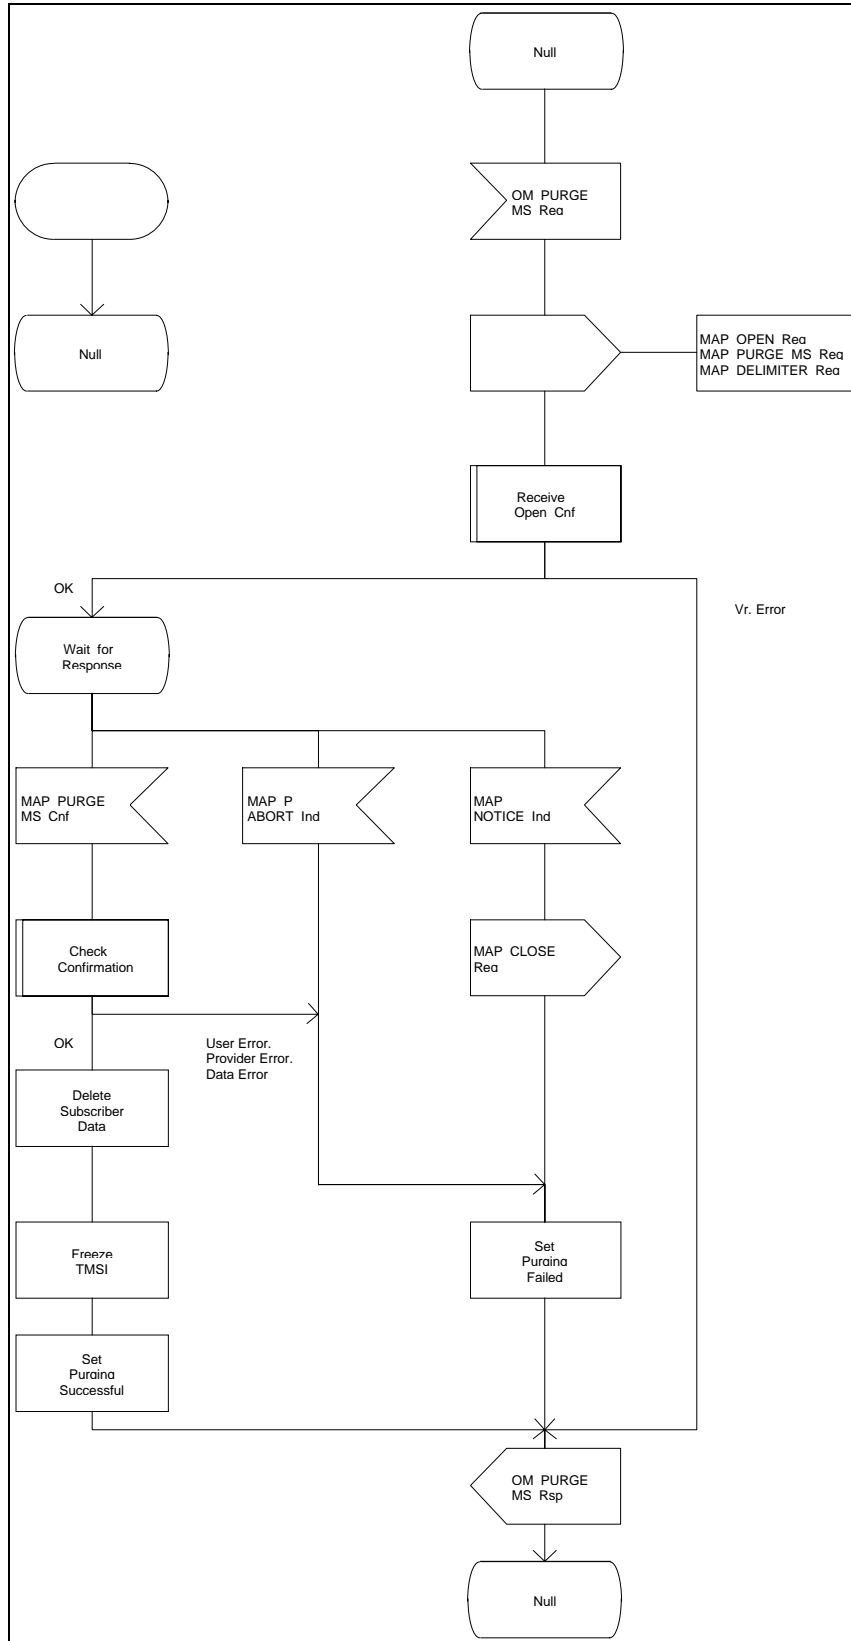 Null
OM PURGE
MS Req
Null
MAP OPEN Req
MAP PURGE MS Req
MAP DELIMITER Req
Receive
Open Cnf
OK
Vr. Error
Wait for
Response
MAP PURGE
MS Cnf
MAP P
ABORT Ind
MAP
NOTICE Ind
Check
Confirmation
MAP CLOSE
Req
OK
User Error.
Provider Error.
Data Error
Delete
Subscriber
Data
Freeze
TMSI
Set
Purging
Failed
Set
Purging
Successful
OM PURGE
MS Rsp
Null